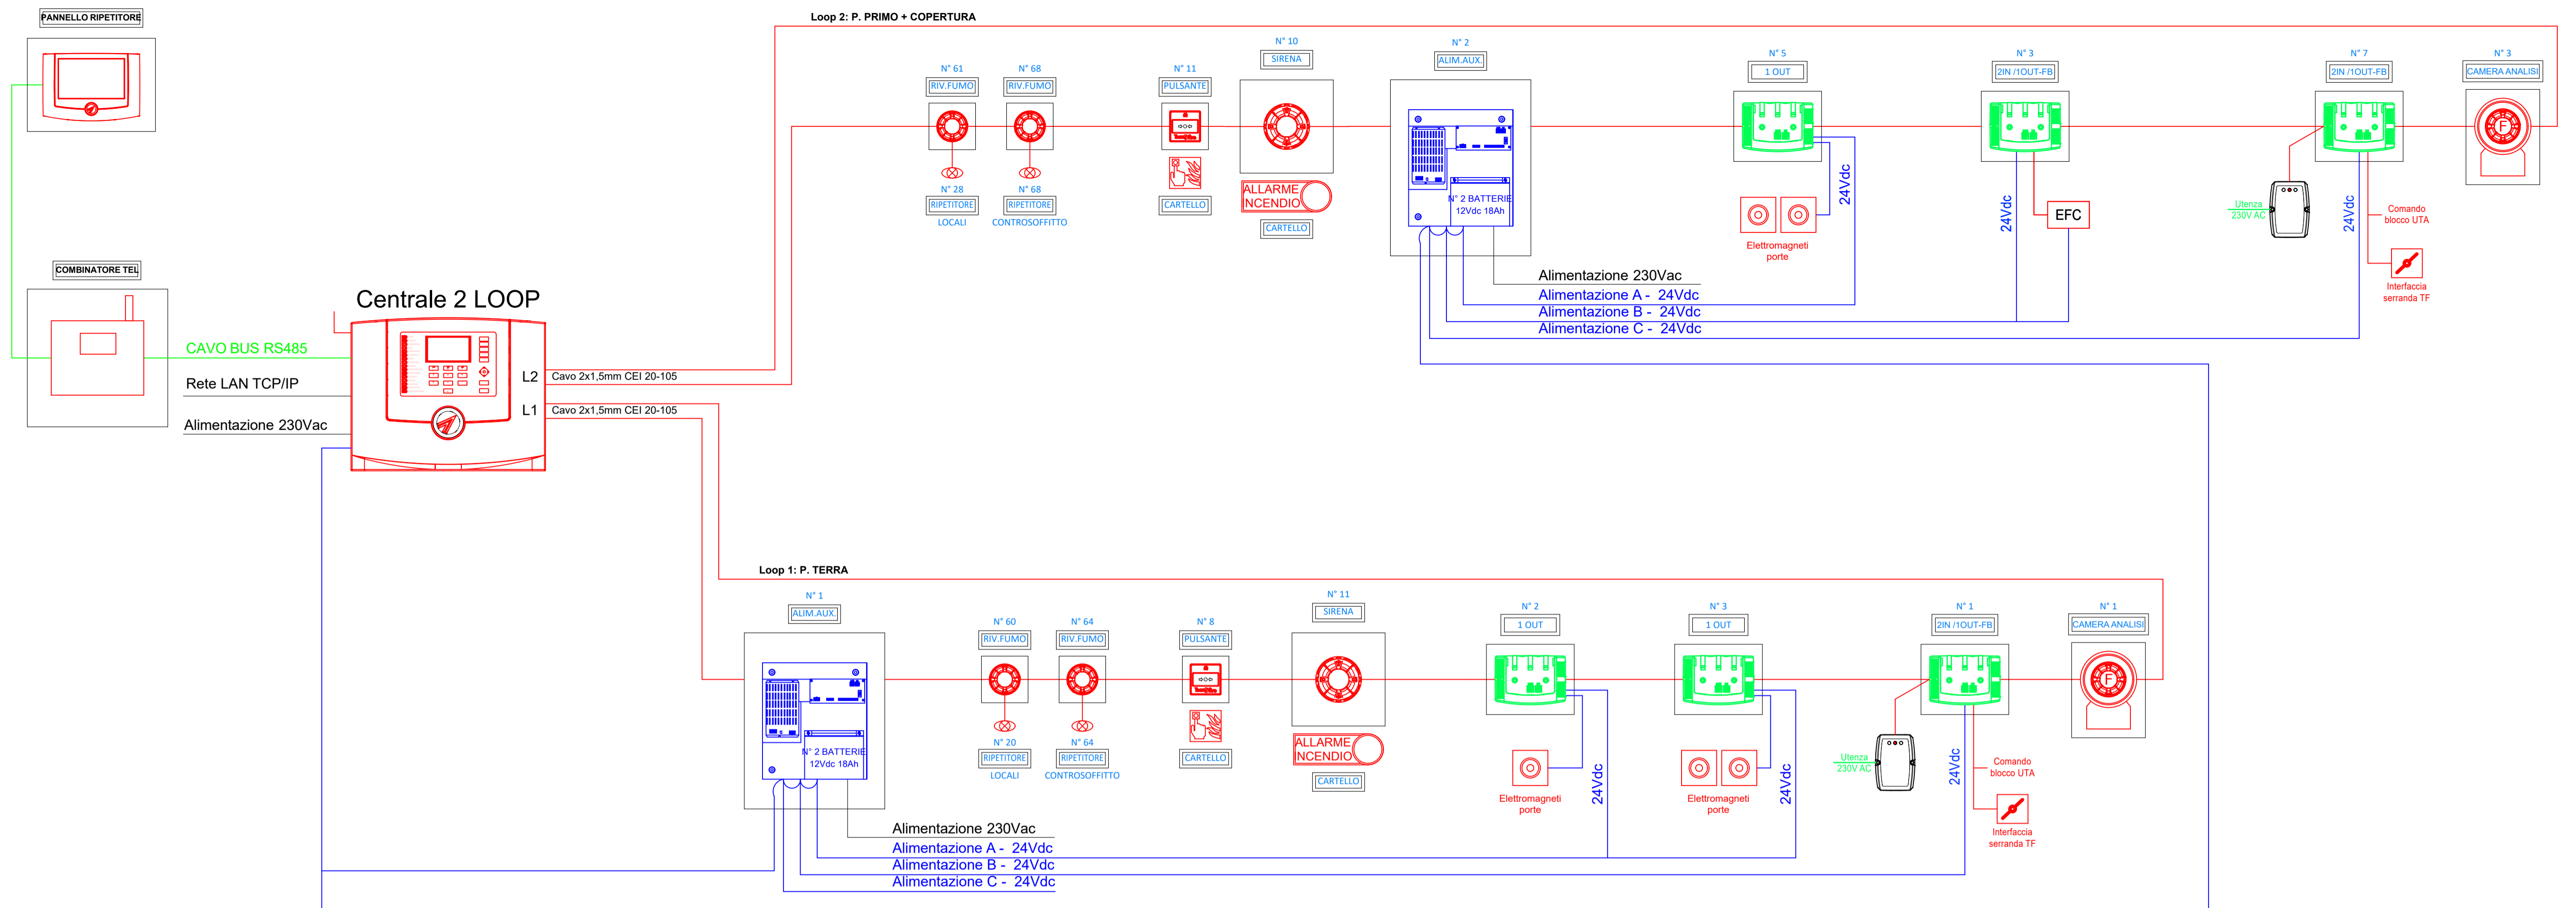 PANNELLO RIPETITORE
Loop 2: P. PRIMO + COPERTURA
N° 61
RIV.FUMO
N° 28
RIPETITORE
LOCALI
N° 68
RIV.FUMO
N° 68
RIPETITORE
CONTROSOFFITTO
N° 11
PULSANTE
CARTELLO
N° 10
SIRENA
ALLARME
INCENDIO
CARTELLO
N° 2
ALIM.AUX.
N° 2 BATTERIE
12Vdc 18Ah
Alimentazione 230Vac
Alimentazione A - 24Vdc
Alimentazione B - 24Vdc
Alimentazione C - 24Vdc
N° 5
1 OUT
24Vdc
Elettromagneti
porte
N° 3
2IN /1OUT-FB
24Vdc
EFC
N° 7
2IN /1OUT-FB
Utenza
230V AC
24Vdc
Comando
blocco UTA
Interfaccia
serranda TF
N° 3
CAMERA ANALISI
F
COMBINATORE TEL
Centrale 2 LOOP
CAVO BUS RS485
Rete LAN TCP/IP
Alimentazione 230Vac
L2
Cavo 2x1,5mm CEI 20-105
L1
Cavo 2x1,5mm CEI 20-105
Loop 1: P. TERRA
N° 1
ALIM.AUX.
N° 2 BATTERIE
12Vdc 18Ah
Alimentazione 230Vac
Alimentazione A - 24Vdc
Alimentazione B - 24Vdc
Alimentazione C - 24Vdc
N° 60
RIV.FUMO
N° 20
RIPETITORE
LOCALI
N° 64
RIV.FUMO
N° 64
RIPETITORE
CONTROSOFFITTO
N° 8
PULSANTE
CARTELLO
N° 11
SIRENA
ALLARME
INCENDIO
CARTELLO
N° 2
1 OUT
Elettromagneti
porte
24Vdc
N° 3
1 OUT
Elettromagneti
porte
24Vdc
N° 1
2IN /1OUT-FB
Utenza
230V AC
24Vdc
Comando
blocco UTA
Interfaccia
serranda TF
N° 1
CAMERA ANALISI
F